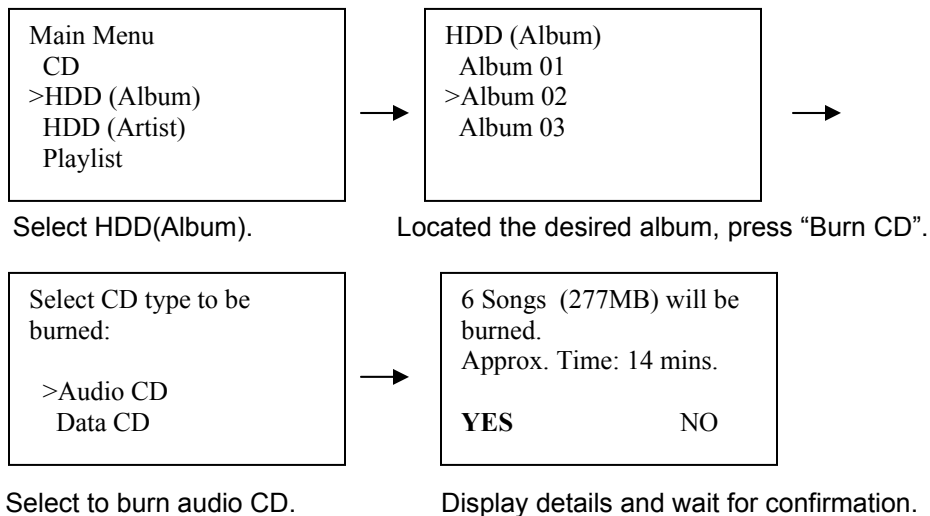 Main Menu
CD
>HDD (Album)
HDD (Artist)
Playlist
Select HDD(Album).
HDD (Album)
Album 01
>Album 02
Album 03
Located the desired album, press “Burn CD”.
Select CD type to be
burned:
>Audio CD
Data CD
Select to burn audio CD.
6 Songs (277MB) will be
burned.
Approx. Time: 14 mins.
YES NO
Display details and wait for confirmation.